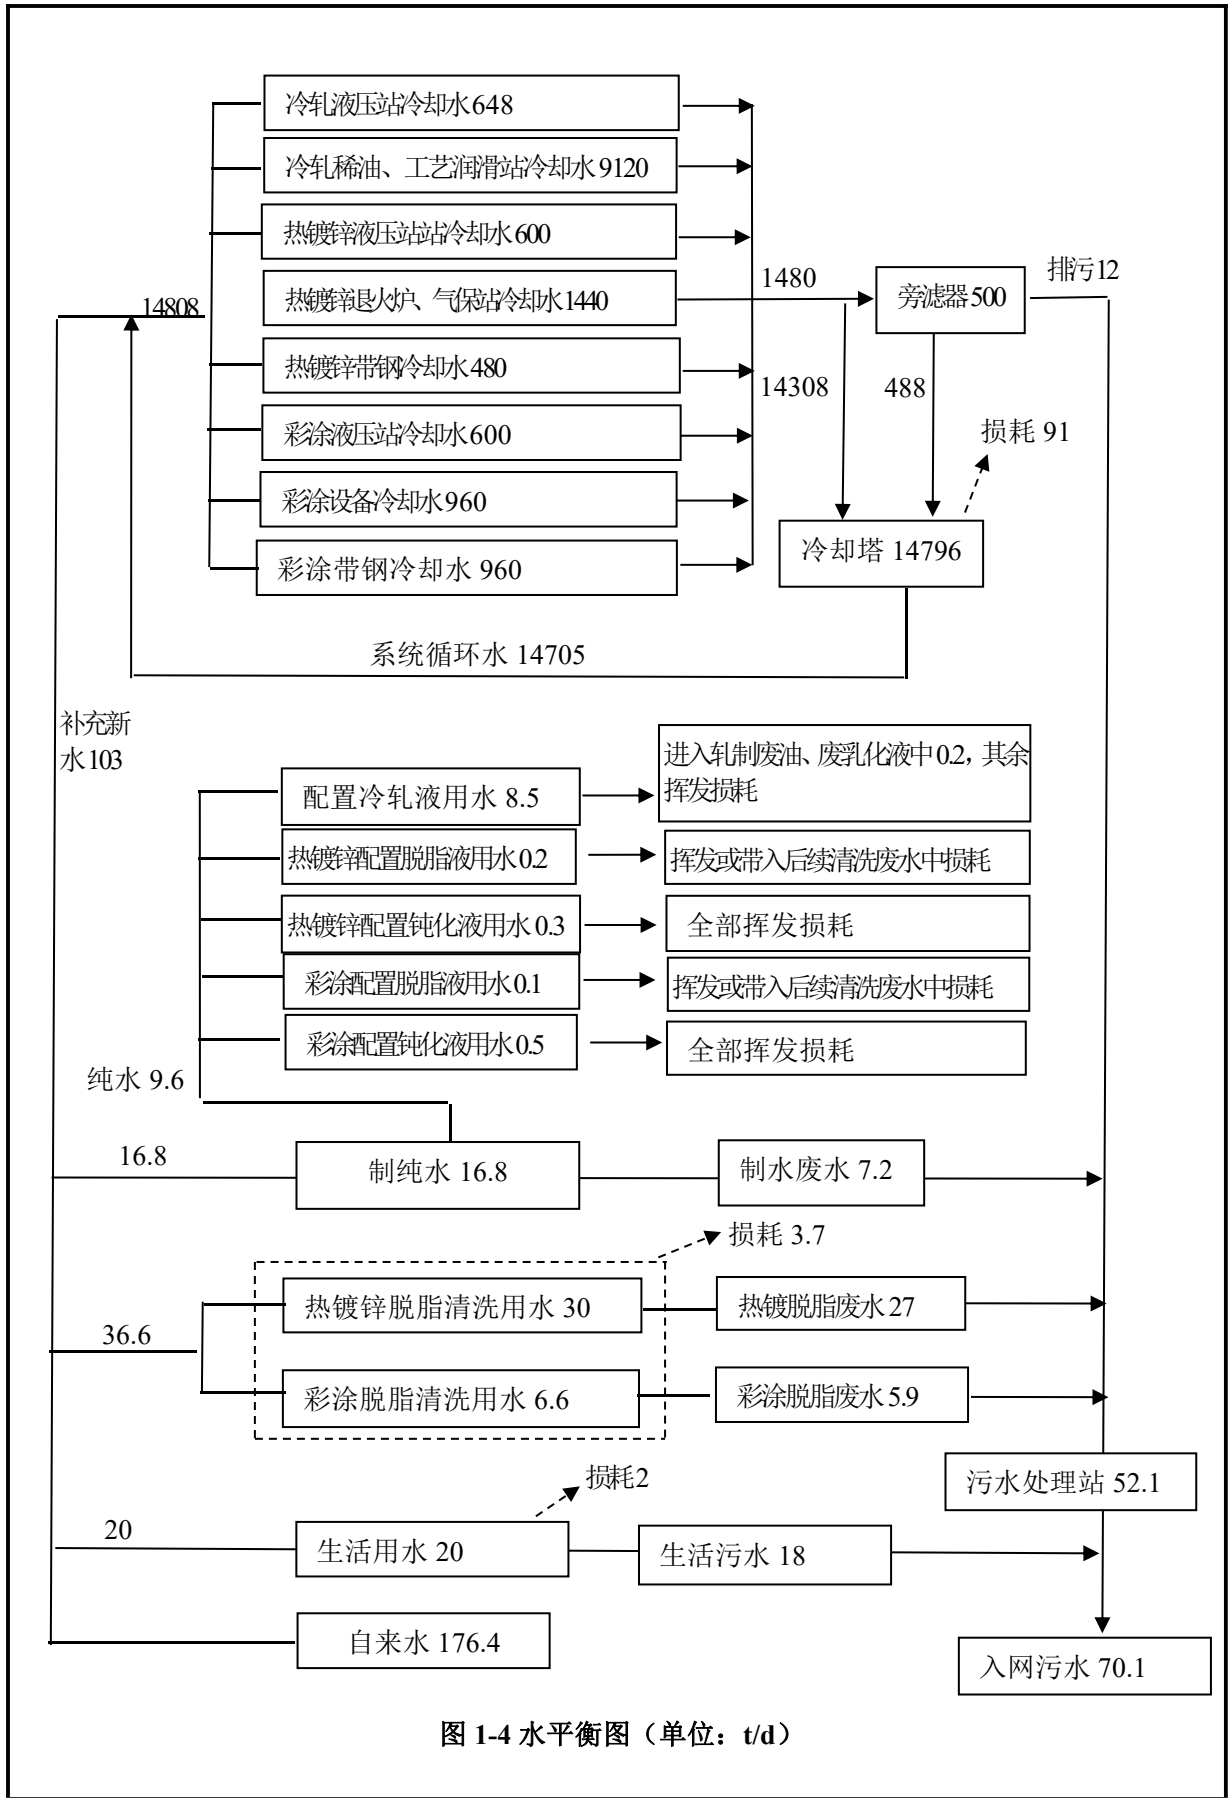 冷轧液压站冷却水648
冷轧稀油、工艺润滑站冷却水9120
热镀锌液压站站冷却水600
14808
热镀锌退火炉、气保站冷却水1440
1480
旁滤器500
排污12
热镀锌带钢冷却水480
14308
488
彩涂液压站冷却水600
损耗 91
彩涂设备冷却水960
冷却塔 14796
彩涂带钢冷却水 960
系统循环水 14705
补充新
水103
进入轧制废油、废乳化液中0.2，其余
挥发损耗
配置冷轧液用水 8.5
热镀锌配置脱脂液用水0.2
挥发或带入后续清洗废水中损耗
热镀锌配置钝化液用水0.3
全部挥发损耗
彩涂配置脱脂液用水0.1
挥发或带入后续清洗废水中损耗
彩涂配置钝化液用水0.5
全部挥发损耗
纯水 9.6
16.8
制纯水 16.8
制水废水 7.2
损耗 3.7
热镀锌脱脂清洗用水 30
热镀脱脂废水27
36.6
彩涂脱脂清洗用水 6.6
彩涂脱脂废水5.9
污水处理站 52.1
损耗2
20
生活用水 20
生活污水 18
自来水 176.4
入网污水 70.1
图 1-4 水平衡图（单位：t/d）